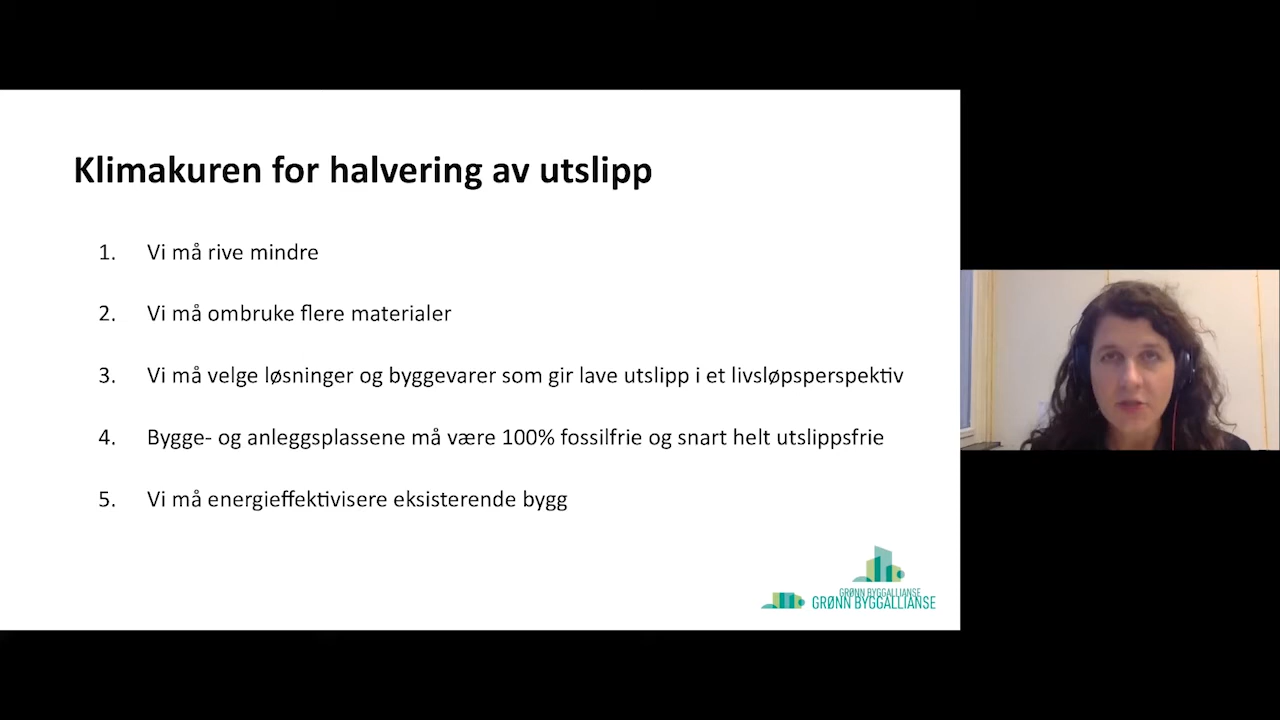 Klimakuren for halvering av utslipp
1. Vi må rive mindre
2. Vi må ombruke flere materialer
3. Vi må velge løsninger og byggevarer som gir lave utslipp i et livsløpsperspektiv
4. Bygge- og anleggsplassene må være 100% fossilfrie og snart helt utslippsfrie
5. Vi må energieffektivisere eksisterende bygg
GRØNN BYGGALLIANSE
GRØNN BYGGALLIANSE